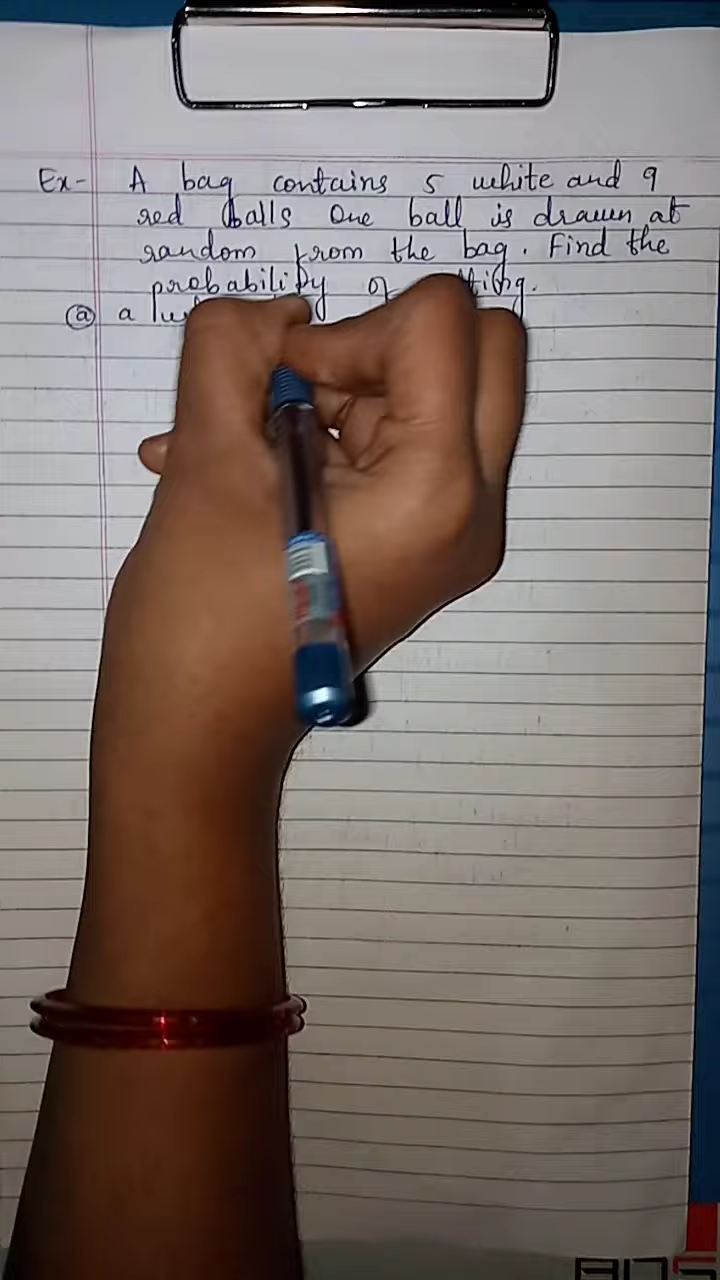 Ex- A bag contains 5 white and 9
red balls One ball is drawn at
random from the bag. Find the
probability of
(a) a